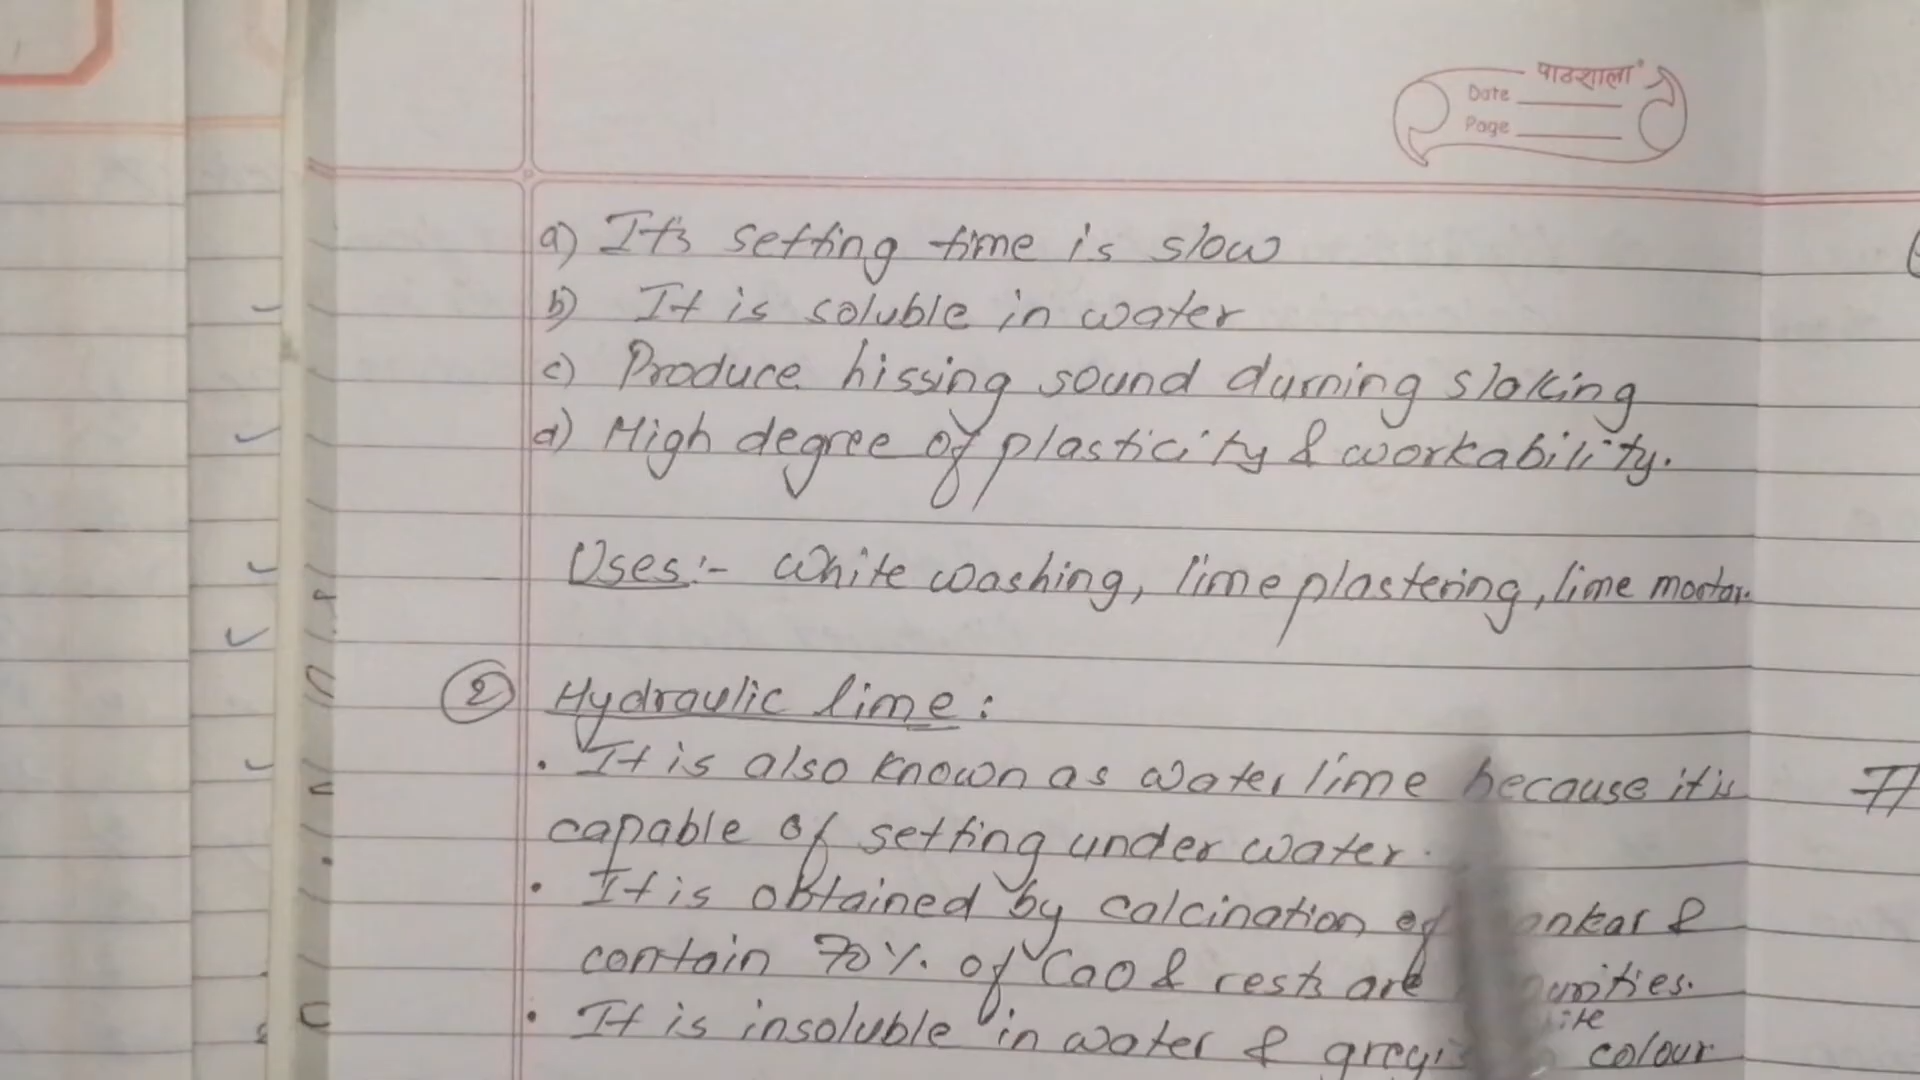 पाठशाला
Date
Page
a) Its setting time is slow
b) It is soluble in water
c) Produce hissing sound durning slaking
d) High degree of plasticity & workability.
Uses:- White washing, lime plastering, lime mortar.
② Hydraulic lime:
• It is also known as water lime because it is
capable of setting under water.
• It is obtained by calcination of
contain 70% of CaO & rests are
• It is insoluble in water & colour